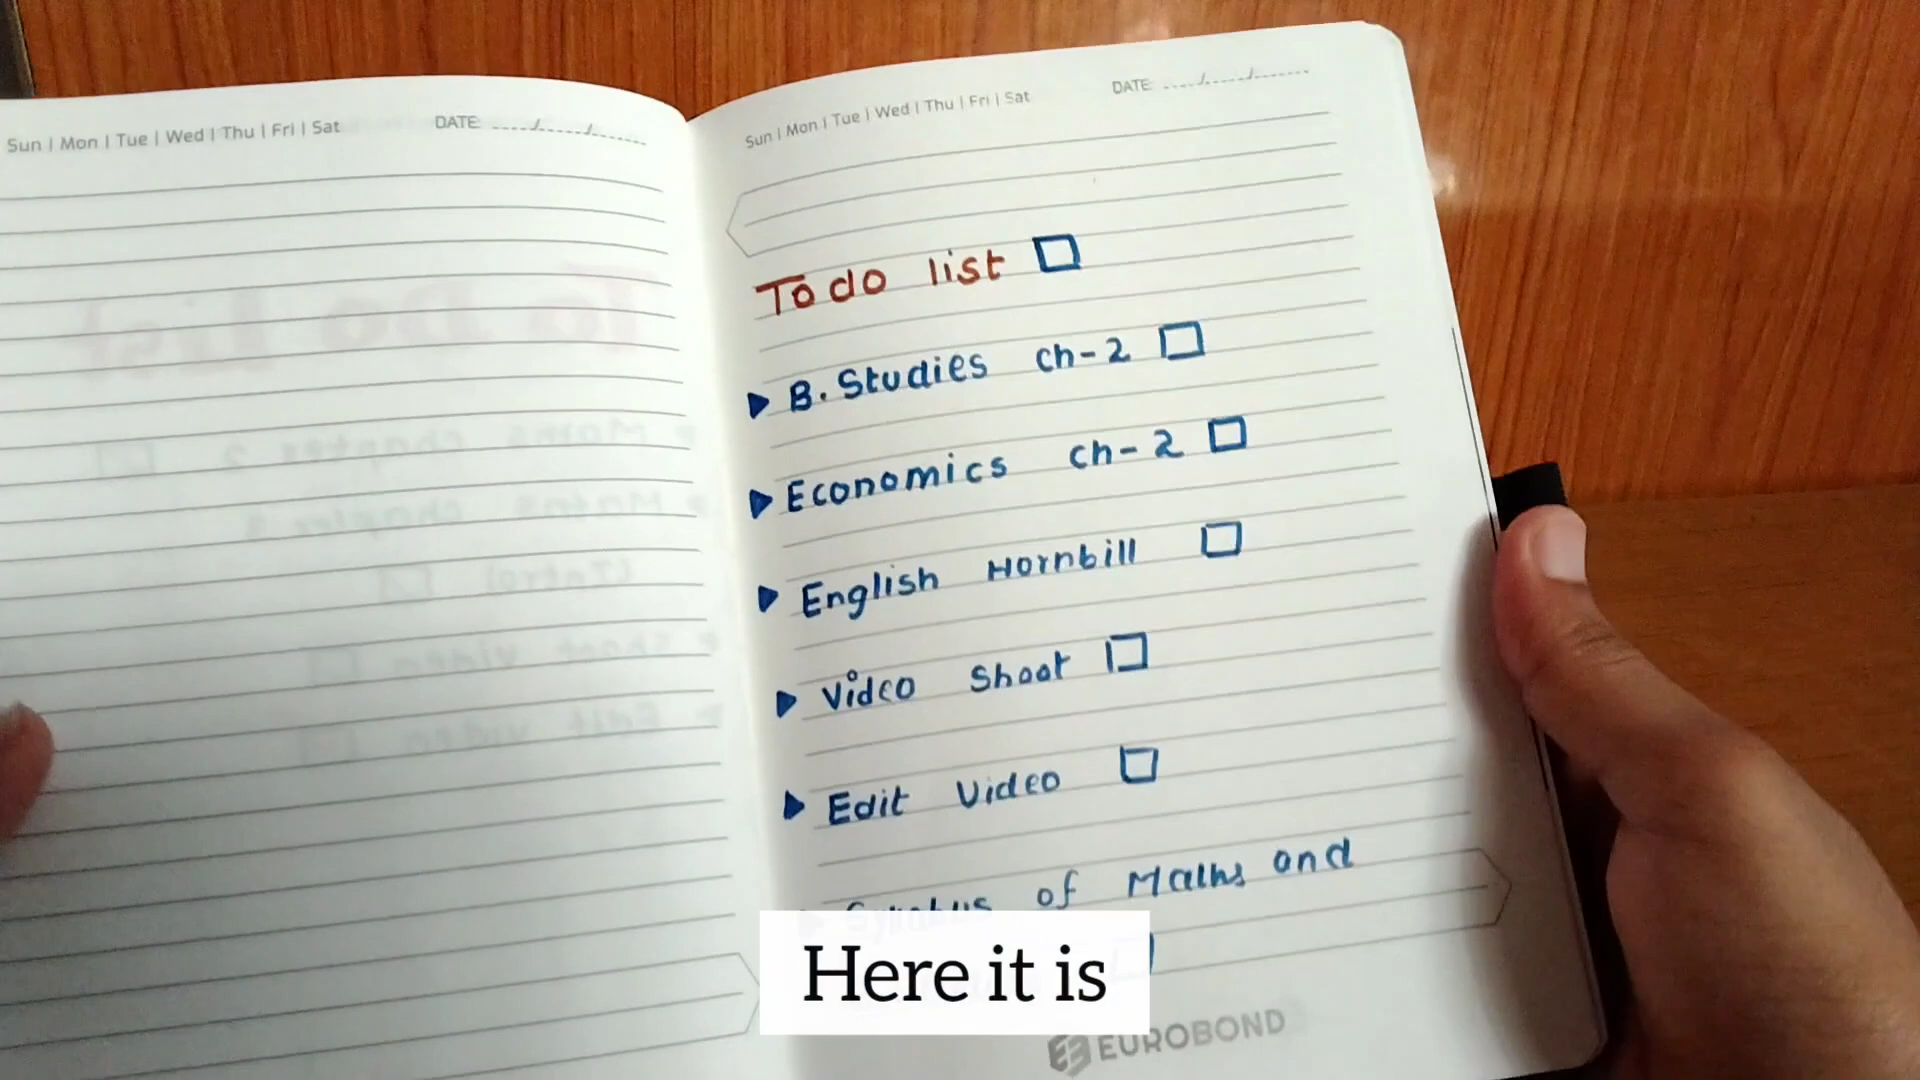 Sun | Mon | Tue | Wed | Thu | Fri | Sat DATE: ...../....../........
Sun | Mon | Tue | Wed | Thu | Fri | Sat DATE: ...../....../........
To do list
B. Studies ch-2
Economics ch-2
English Hornbill
Video Shoot
Edit Video
Syllabus of Maths and
Here it is
EUROBOND